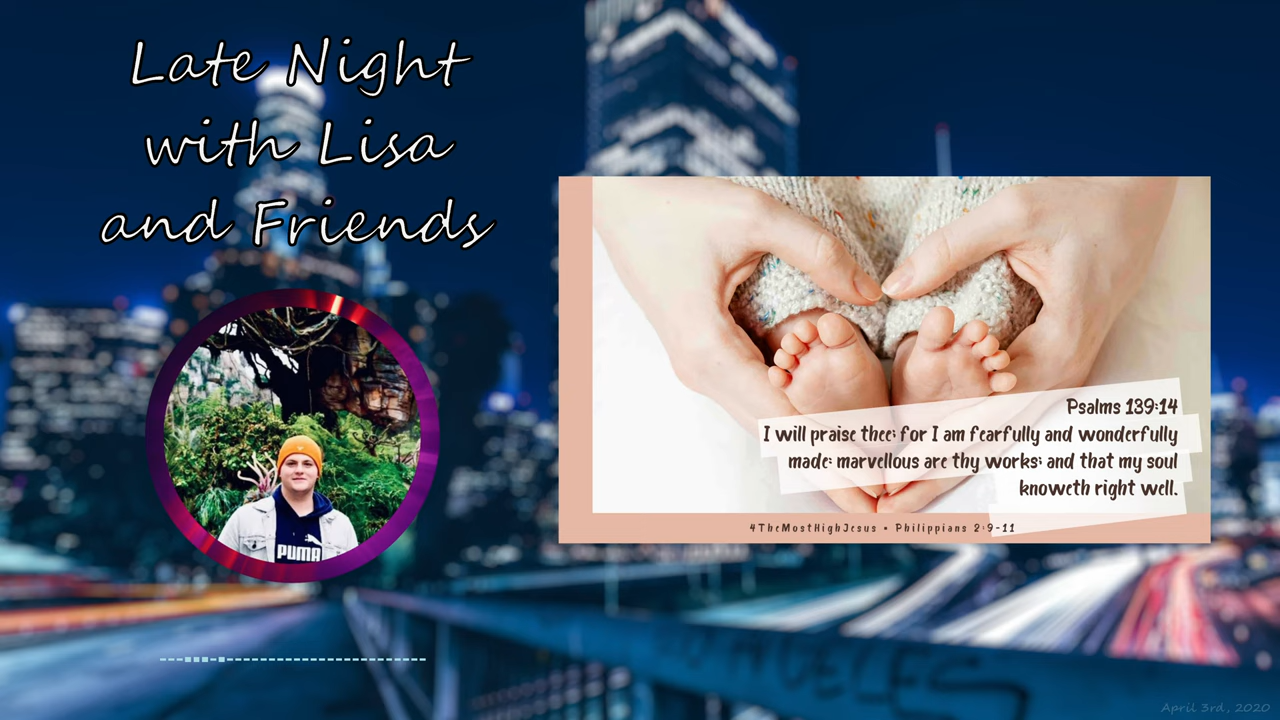 Late Night
with Lisa
and Friends
PUMA
Psalms 139:14
I will praise thee; for I am fearfully and wonderfully
made: marvellous are thy works; and that my soul
knoweth right well.
4TheMostHighJesus • Philippians 2:9-11
April 3rd, 2020